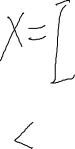 X = [
<